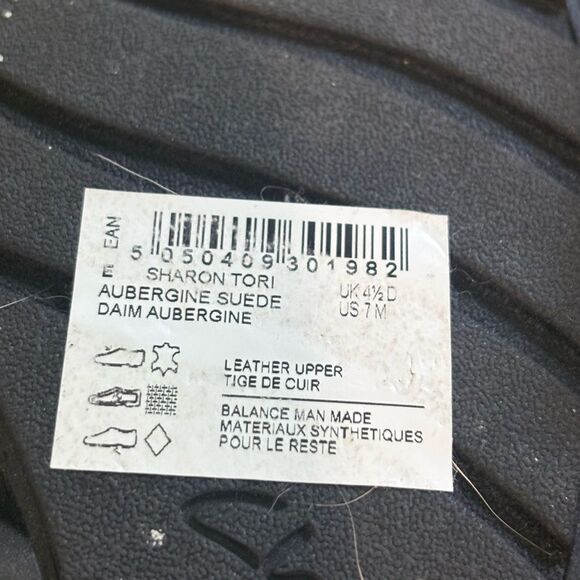 EAN
5 050409 301982
E SHARON TORI UK 4½ D
AUBERGINE SUEDE US 7 M
DAIM AUBERGINE
LEATHER UPPER
TIGE DE CUIR
BALANCE MAN MADE
MATERIAUX SYNTHETIQUES
POUR LE RESTE